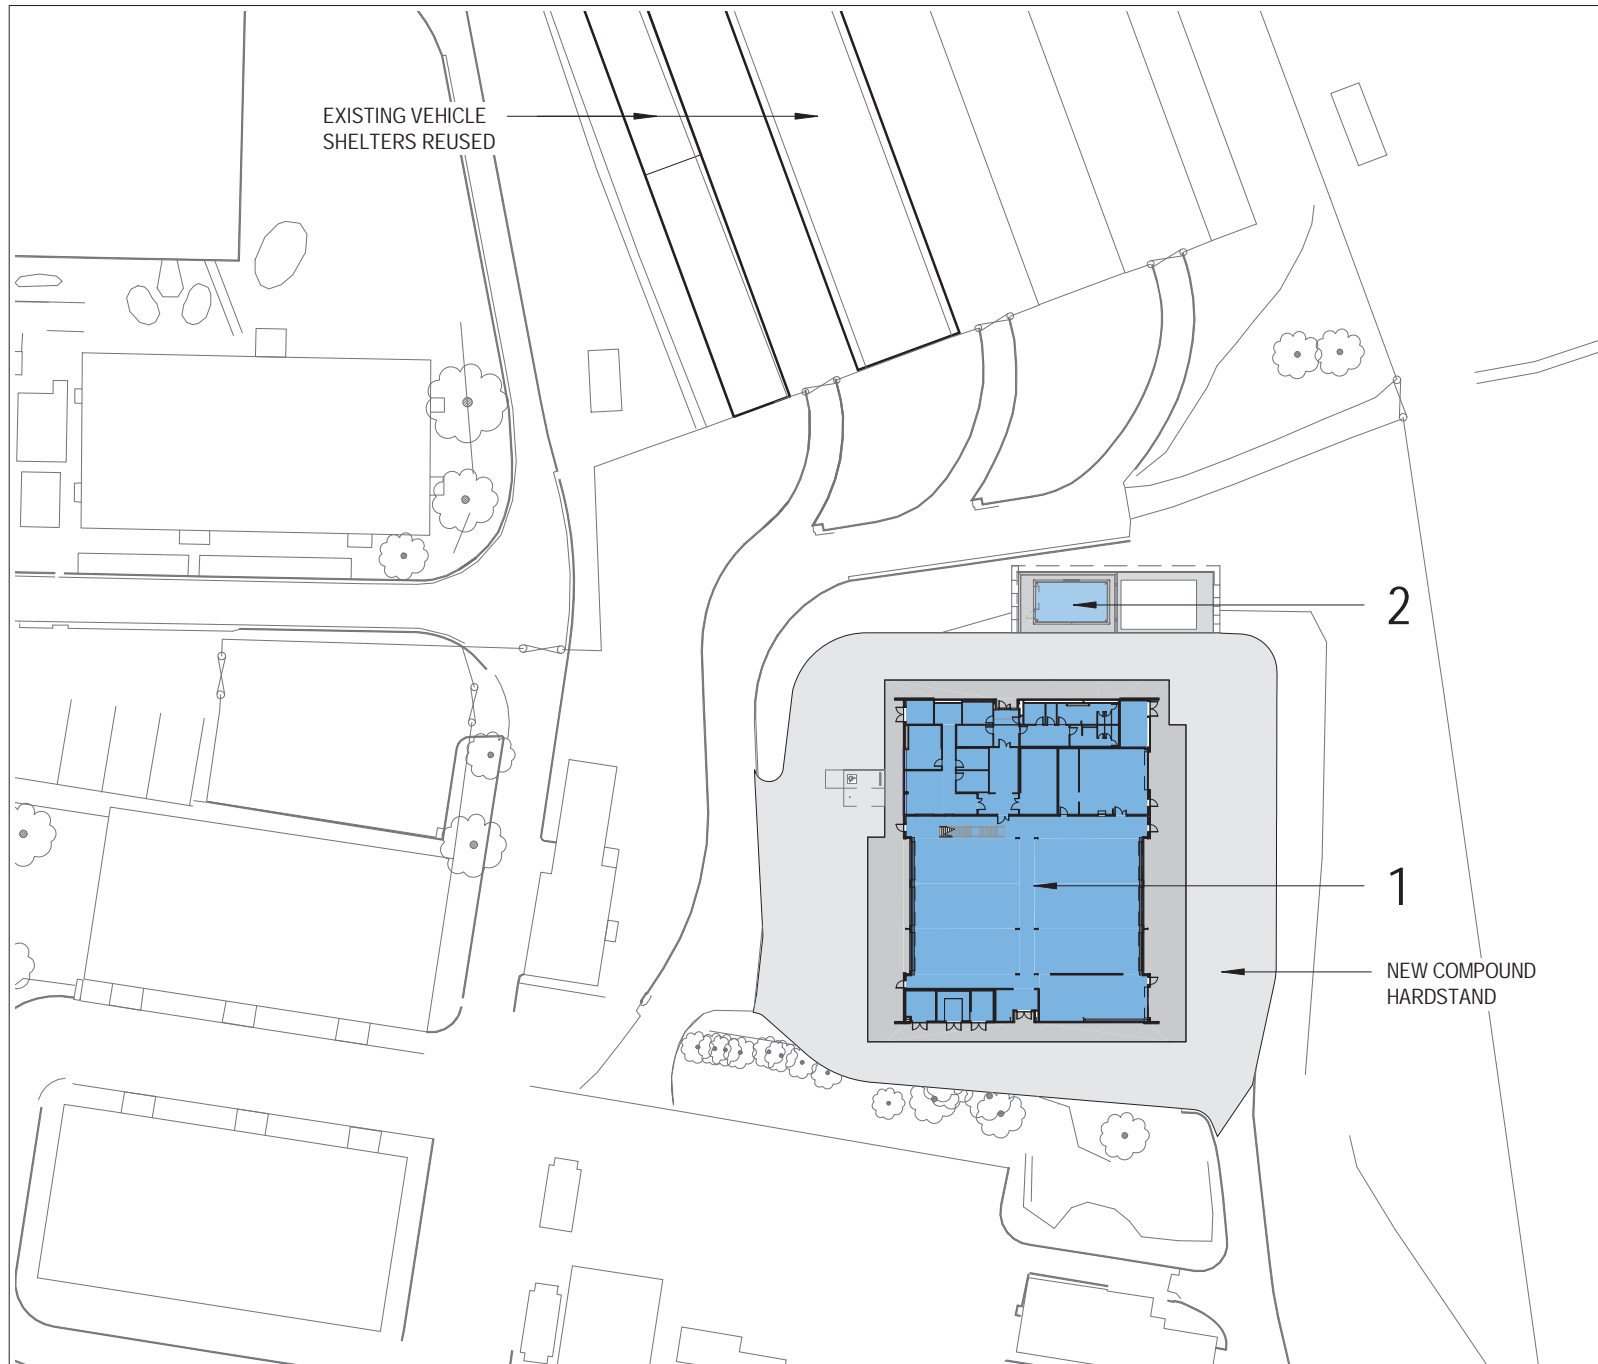 EXISTING VEHICLE
SHELTERS REUSED
2
1
NEW COMPOUND
HARDSTAND